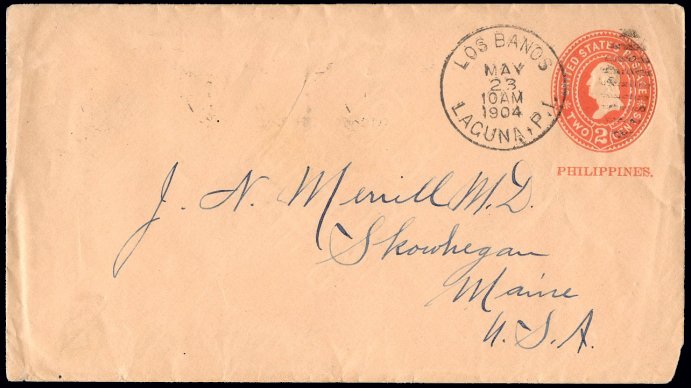 LOS BANOS
MAY
23
10AM
1904
LAGUNA, P.I.
UNITED STATES POSTAGE
TWO 2 CENTS
PHILIPPINES.
J. N. Merrill M.D.
Skowhegan
Maine
U.S.A.